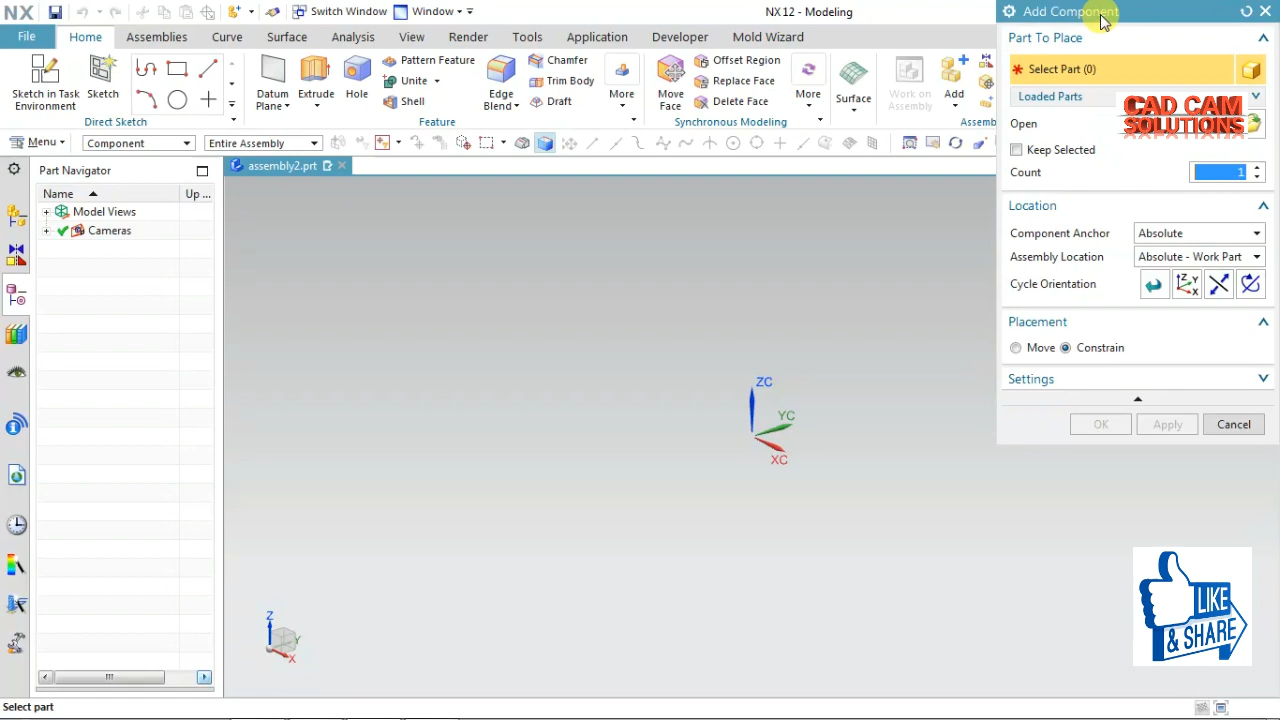 NX
Switch Window
Window
NX 12 - Modeling
Add Component
File
Home
Assemblies
Curve
Surface
Analysis
View
Render
Tools
Application
Developer
Mold Wizard
Sketch in Task
Environment
Sketch
Direct Sketch
Datum
Plane
Extrude
Hole
Pattern Feature
Unite
Shell
Edge
Blend
Chamfer
Trim Body
Draft
More
Feature
Move
Face
Offset Region
Replace Face
Delete Face
More
Synchronous Modeling
Surface
Work on
Assembly
Add
Assemb
Menu
Component
Entire Assembly
Part Navigator
assembly2.prt
Name
Up ...
Model Views
Cameras
Part To Place
Select Part (0)
Loaded Parts
Open
Keep Selected
Count
1
CAD CAM
SOLUTIONS
Location
Component Anchor
Absolute
Assembly Location
Absolute - Work Part
Cycle Orientation
Placement
Move
Constrain
Settings
OK
Apply
Cancel
ZC
YC
XC
Z
Y
X
LIKE
& SHARE
Select part